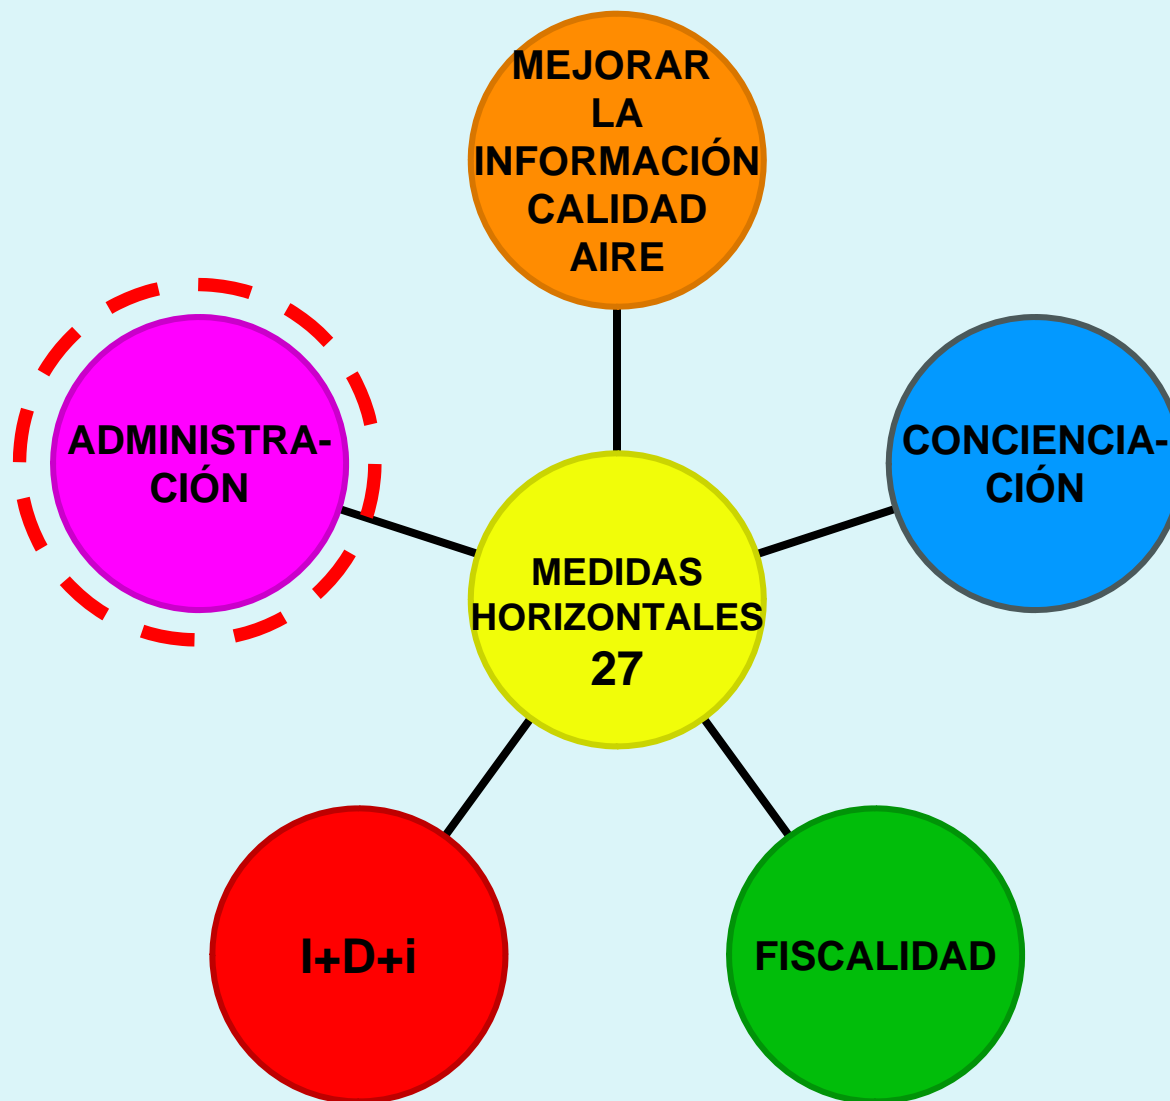 MEJORAR
LA
INFORMACIÓN
CALIDAD
AIRE
ADMINISTRA-
CIÓN
CONCIENCIA-
CIÓN
MEDIDAS
HORIZONTALES
27
I+D+i
FISCALIDAD